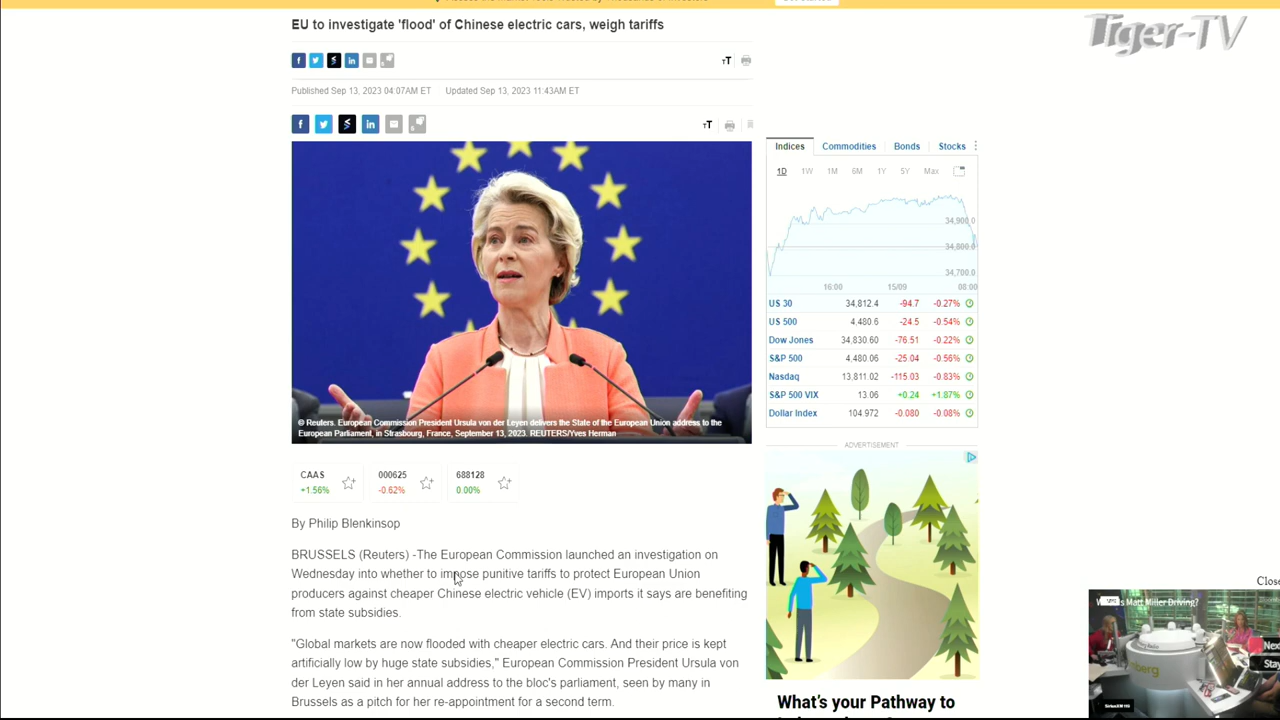 EU to investigate 'flood' of Chinese electric cars, weigh tariffs
Tiger-TV
Published Sep 13, 2023 04:07AM ET Updated Sep 13, 2023 11:43AM ET
© Reuters. European Commission President Ursula von der Leyen delivers the State of the European Union address to the
European Parliament, in Strasbourg, France, September 13, 2023. REUTERS/Yves Herman
CAAS 000625 688128
+1.56% -0.62% 0.00%
By Philip Blenkinsop
BRUSSELS (Reuters) -The European Commission launched an investigation on
Wednesday into whether to impose punitive tariffs to protect European Union
producers against cheaper Chinese electric vehicle (EV) imports it says are benefiting
from state subsidies.
"Global markets are now flooded with cheaper electric cars. And their price is kept
artificially low by huge state subsidies," European Commission President Ursula von
der Leyen said in her annual address to the bloc's parliament, seen by many in
Brussels as a pitch for her re-appointment for a second term.
Indices Commodities Bonds Stocks
1D 1W 1M 6M 1Y 5Y Max
34,900.0
34,800.0
34,700.0
16:00 15/09 08:00
US 30 34,812.4 -94.7 -0.27%
US 500 4,480.6 -24.5 -0.54%
Dow Jones 34,830.60 -76.51 -0.22%
S&P 500 4,480.06 -25.04 -0.56%
Nasdaq 13,811.02 -115.03 -0.83%
S&P 500 VIX 13.06 +0.24 +1.87%
Dollar Index 104.972 -0.080 -0.08%
ADVERTISEMENT
What's your Pathway to
Close
Matt Miller Driving?
Nex
Stay